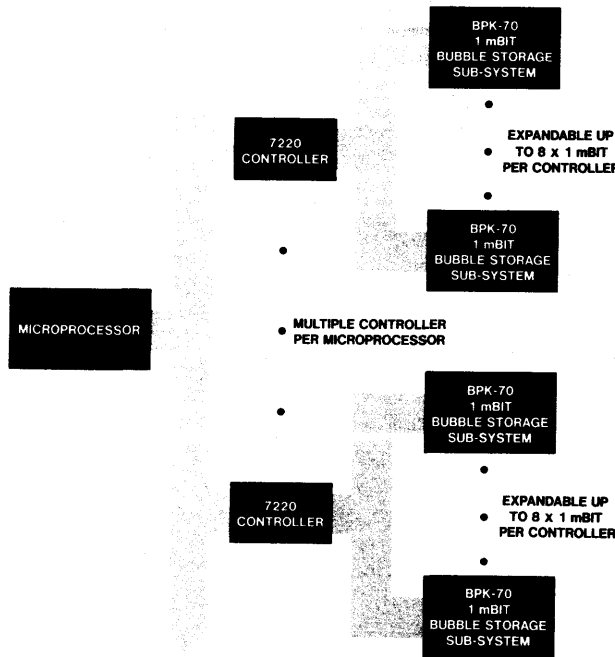 BPK-70
1 mBIT
BUBBLE STORAGE
SUB-SYSTEM
EXPANDABLE UP
TO 8 x 1 mBIT
PER CONTROLLER
7220
CONTROLLER
BPK-70
1 mBIT
BUBBLE STORAGE
SUB-SYSTEM
MICROPROCESSOR
MULTIPLE CONTROLLER
PER MICROPROCESSOR
BPK-70
1 mBIT
BUBBLE STORAGE
SUB-SYSTEM
7220
CONTROLLER
EXPANDABLE UP
TO 8 x 1 mBIT
PER CONTROLLER
BPK-70
1 mBIT
BUBBLE STORAGE
SUB-SYSTEM